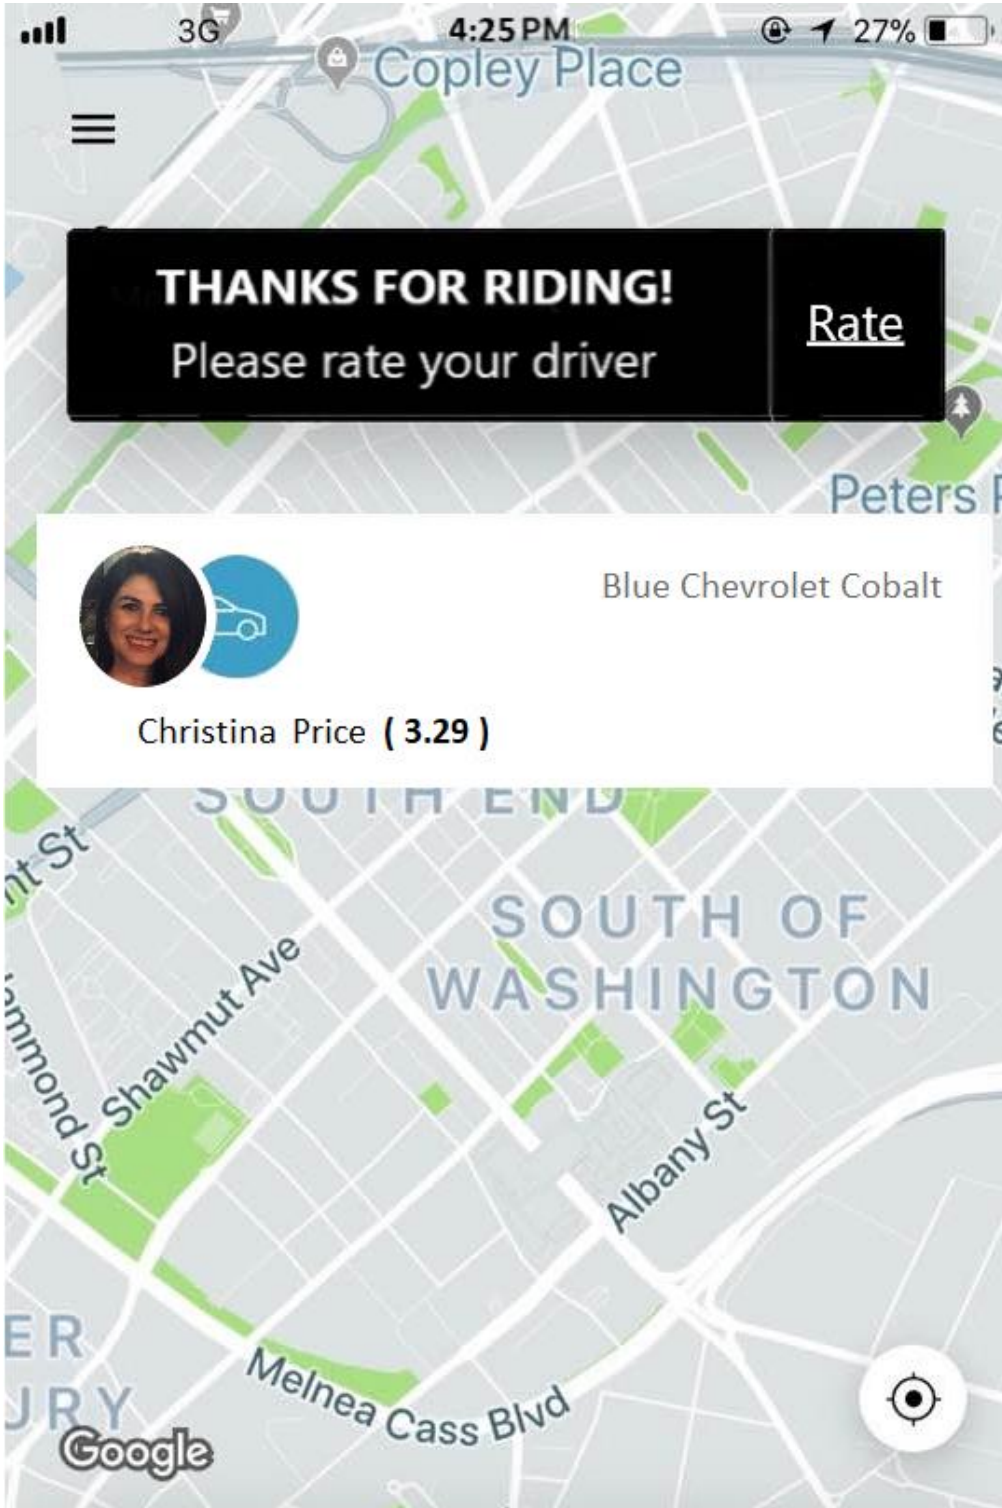 3G 4:25 PM 27%
Copley Place
THANKS FOR RIDING!
Please rate your driver
Rate
Peters
Blue Chevrolet Cobalt
Christina Price ( 3.29 )
SOUTH END
nt St
SOUTH OF
WASHINGTON
Shawmut Ave
ammond St
Albany St
ER
URY
Melnea Cass Blvd
Google